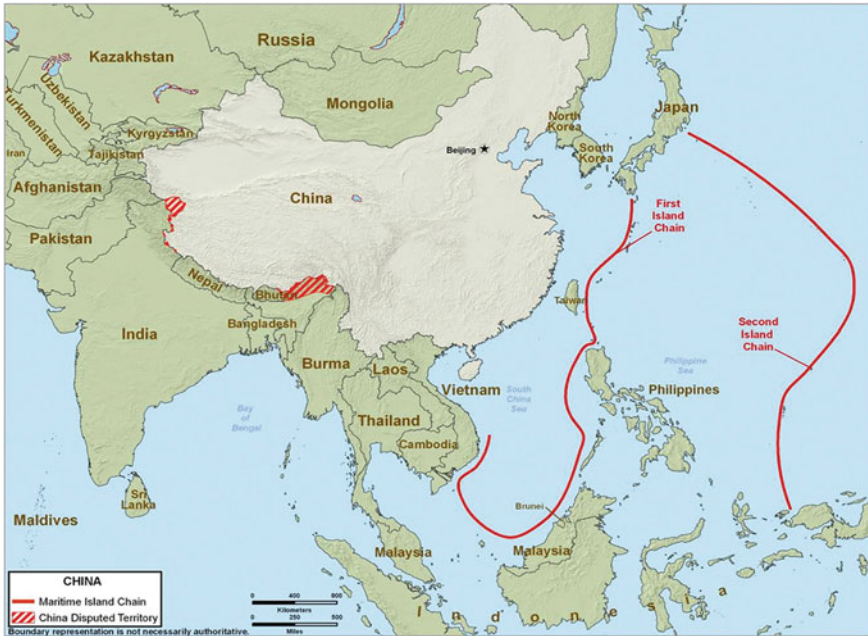 Russia
Kazakhstan
Mongolia
Uzbekistan
Turkmenistan
Kyrgyzstan
Iran
Tajikistan
Afghanistan
Pakistan
China
Beijing
North
Korea
South
Korea
Japan
First
Island
Chain
Nepal
Bhutan
India
Bangladesh
Burma
Laos
Vietnam
Thailand
Cambodia
Taiwan
Second
Island
Chain
Philippine
Sea
Philippines
South
China
Sea
Bay
of
Bengal
Sri
Lanka
Maldives
Brunei
Malaysia
Malaysia
Indonesia
CHINA
Maritime Island Chain
China Disputed Territory
Boundary representation is not necessarily authoritative.
0 400 800
Kilometers
0 250 500
Miles